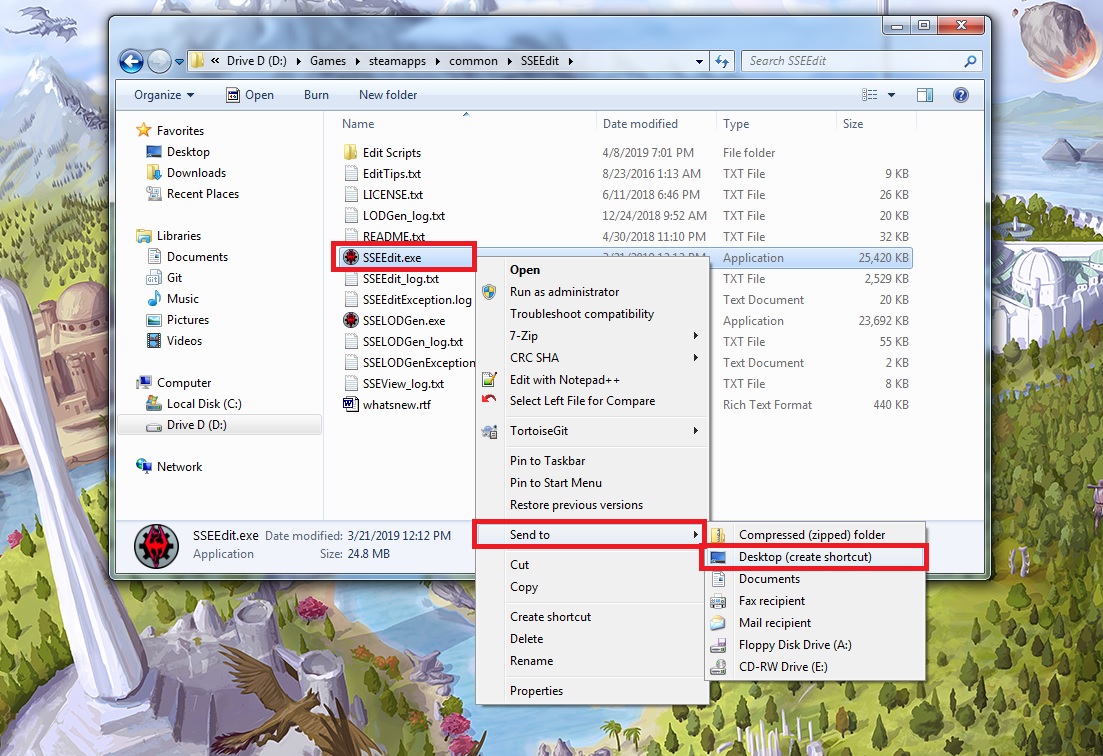 « Drive D (D:) Games steamapps common SSEEdit
Search SSEEdit
Organize Open Burn New folder
Name Date modified Type Size
Favorites
Desktop
Downloads
Recent Places
Libraries
Documents
Git
Music
Pictures
Videos
Computer
Local Disk (C:)
Drive D (D:)
Network
Edit Scripts 4/8/2019 7:01 PM File folder
EditTips.txt 8/23/2016 1:13 AM TXT File 9 KB
LICENSE.txt 6/11/2018 6:46 PM TXT File 26 KB
LODGen_log.txt 12/24/2018 9:52 AM TXT File 20 KB
README.txt 4/30/2018 11:10 PM TXT File 32 KB
SSEEdit.exe 3/21/2019 12:12 PM Application 25,420 KB
SSEEdit_log.txt TXT File 2,529 KB
SSEEditException.log Text Document 20 KB
SSELODGen.exe Application 23,692 KB
SSELODGen_log.txt TXT File 55 KB
SSELODGenException Text Document 2 KB
SSEView_log.txt TXT File 8 KB
whatsnew.rtf Rich Text Format 440 KB
Open
Run as administrator
Troubleshoot compatibility
7-Zip
CRC SHA
Edit with Notepad++
Select Left File for Compare
TortoiseGit
Pin to Taskbar
Pin to Start Menu
Restore previous versions
Send to
Cut
Copy
Create shortcut
Delete
Rename
Properties
Compressed (zipped) folder
Desktop (create shortcut)
Documents
Fax recipient
Mail recipient
Floppy Disk Drive (A:)
CD-RW Drive (E:)
SSEEdit.exe Date modified: 3/21/2019 12:12 PM
Application Size: 24.8 MB